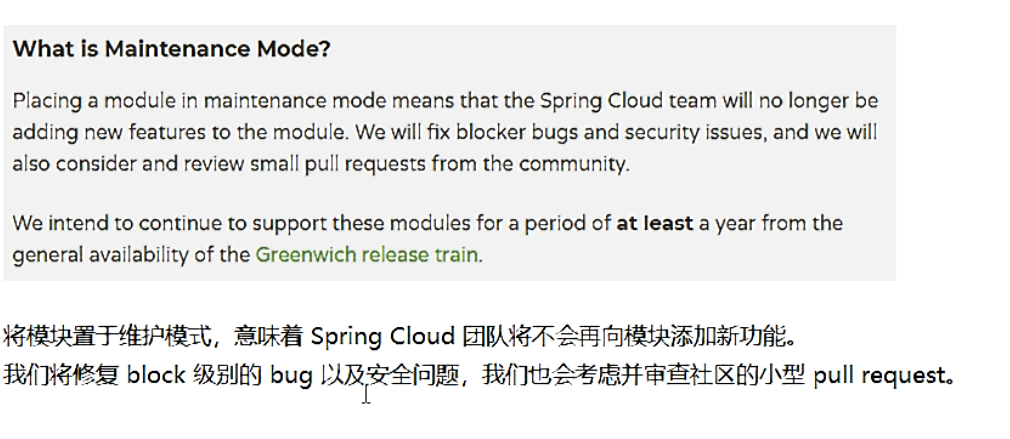 What is Maintenance Mode?
Placing a module in maintenance mode means that the Spring Cloud team will no longer be
adding new features to the module. We will fix blocker bugs and security issues, and we will
also consider and review small pull requests from the community.
We intend to continue to support these modules for a period of at least a year from the
general availability of the Greenwich release train.
将模块置于维护模式，意味着 Spring Cloud 团队将不会再向模块添加新功能。
我们将修复 block 级别的 bug 以及安全问题，我们也会考虑并审查社区的小型 pull request。